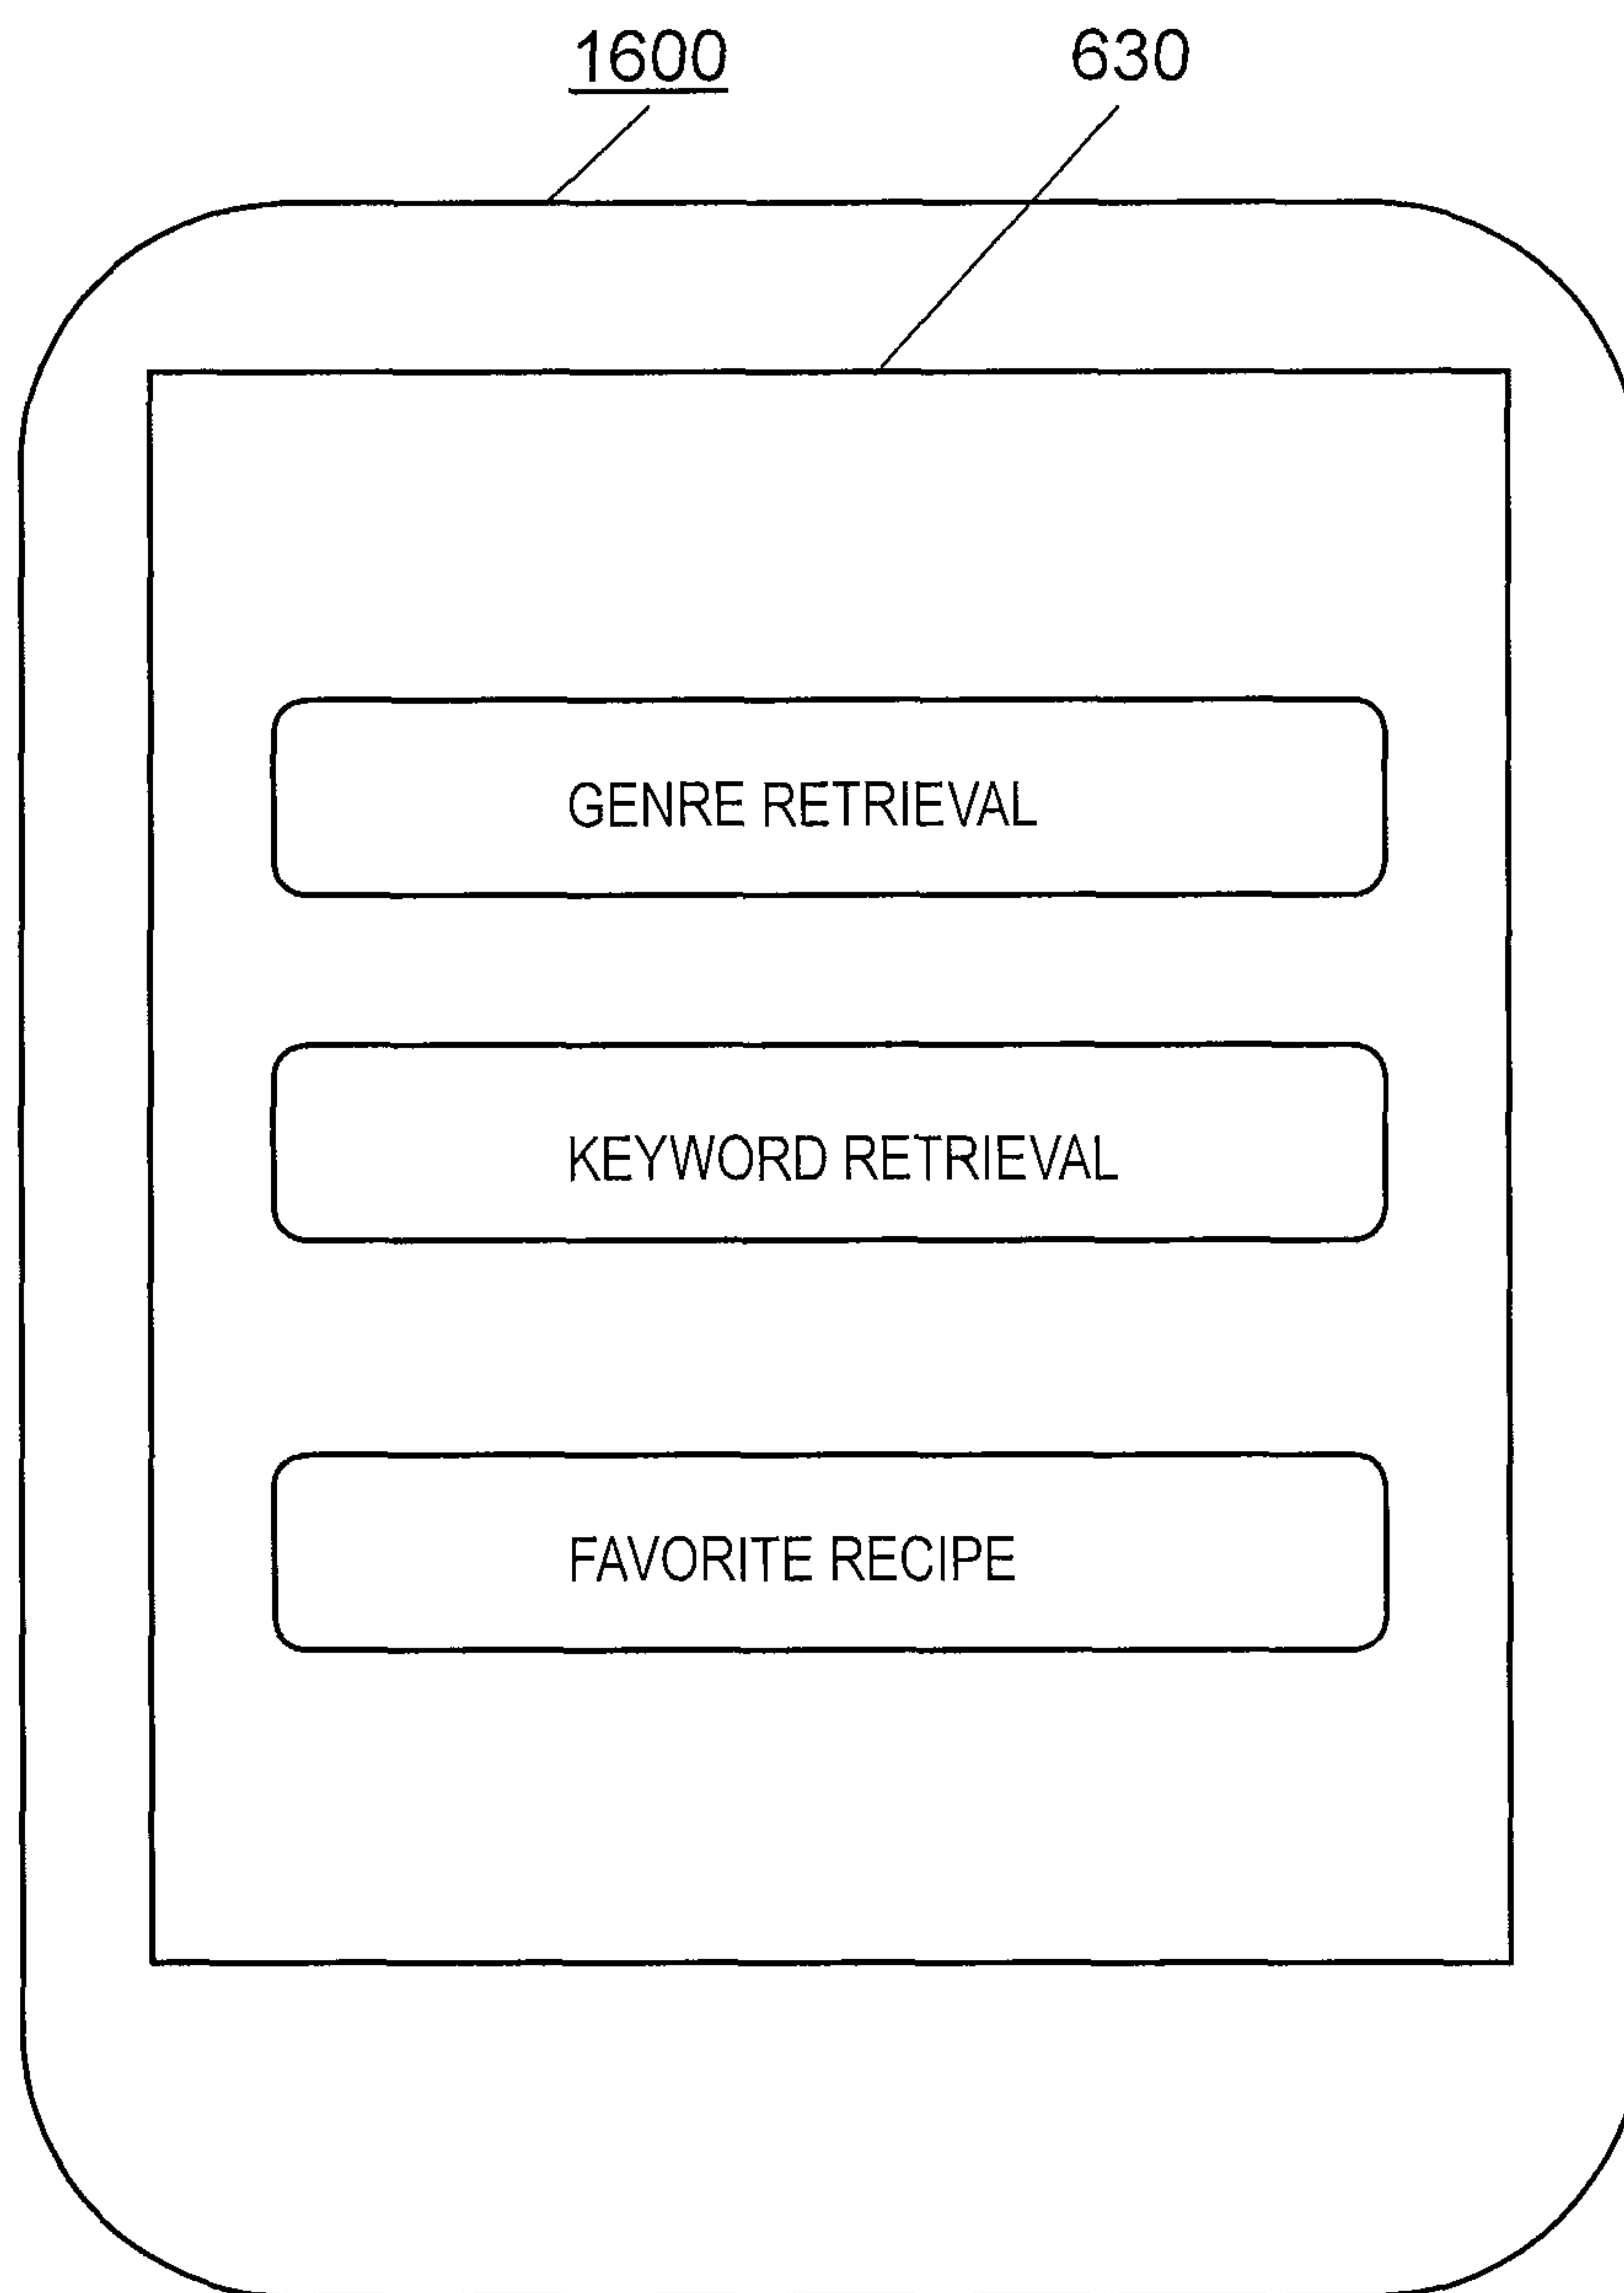 1600 630
GENRE RETRIEVAL
KEYWORD RETRIEVAL
FAVORITE RECIPE